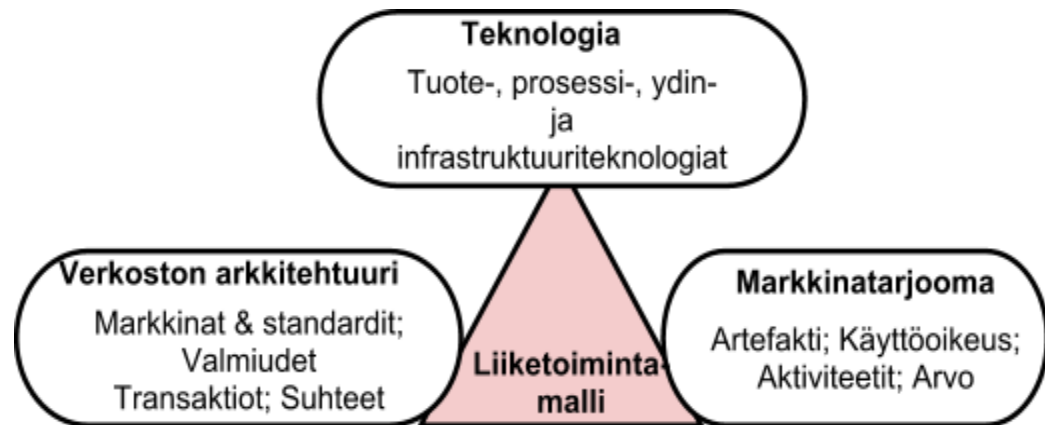 Teknologia
Tuote-, prosessi-, ydin-
ja
infrastruktuuriteknologiat
Verkoston arkkitehtuuri
Markkinat & standardit;
Valmiudet
Transaktiot; Suhteet
Liiketoiminta-
malli
Markkinatarjooma
Artefakti; Käyttöoikeus;
Aktiviteetit; Arvo